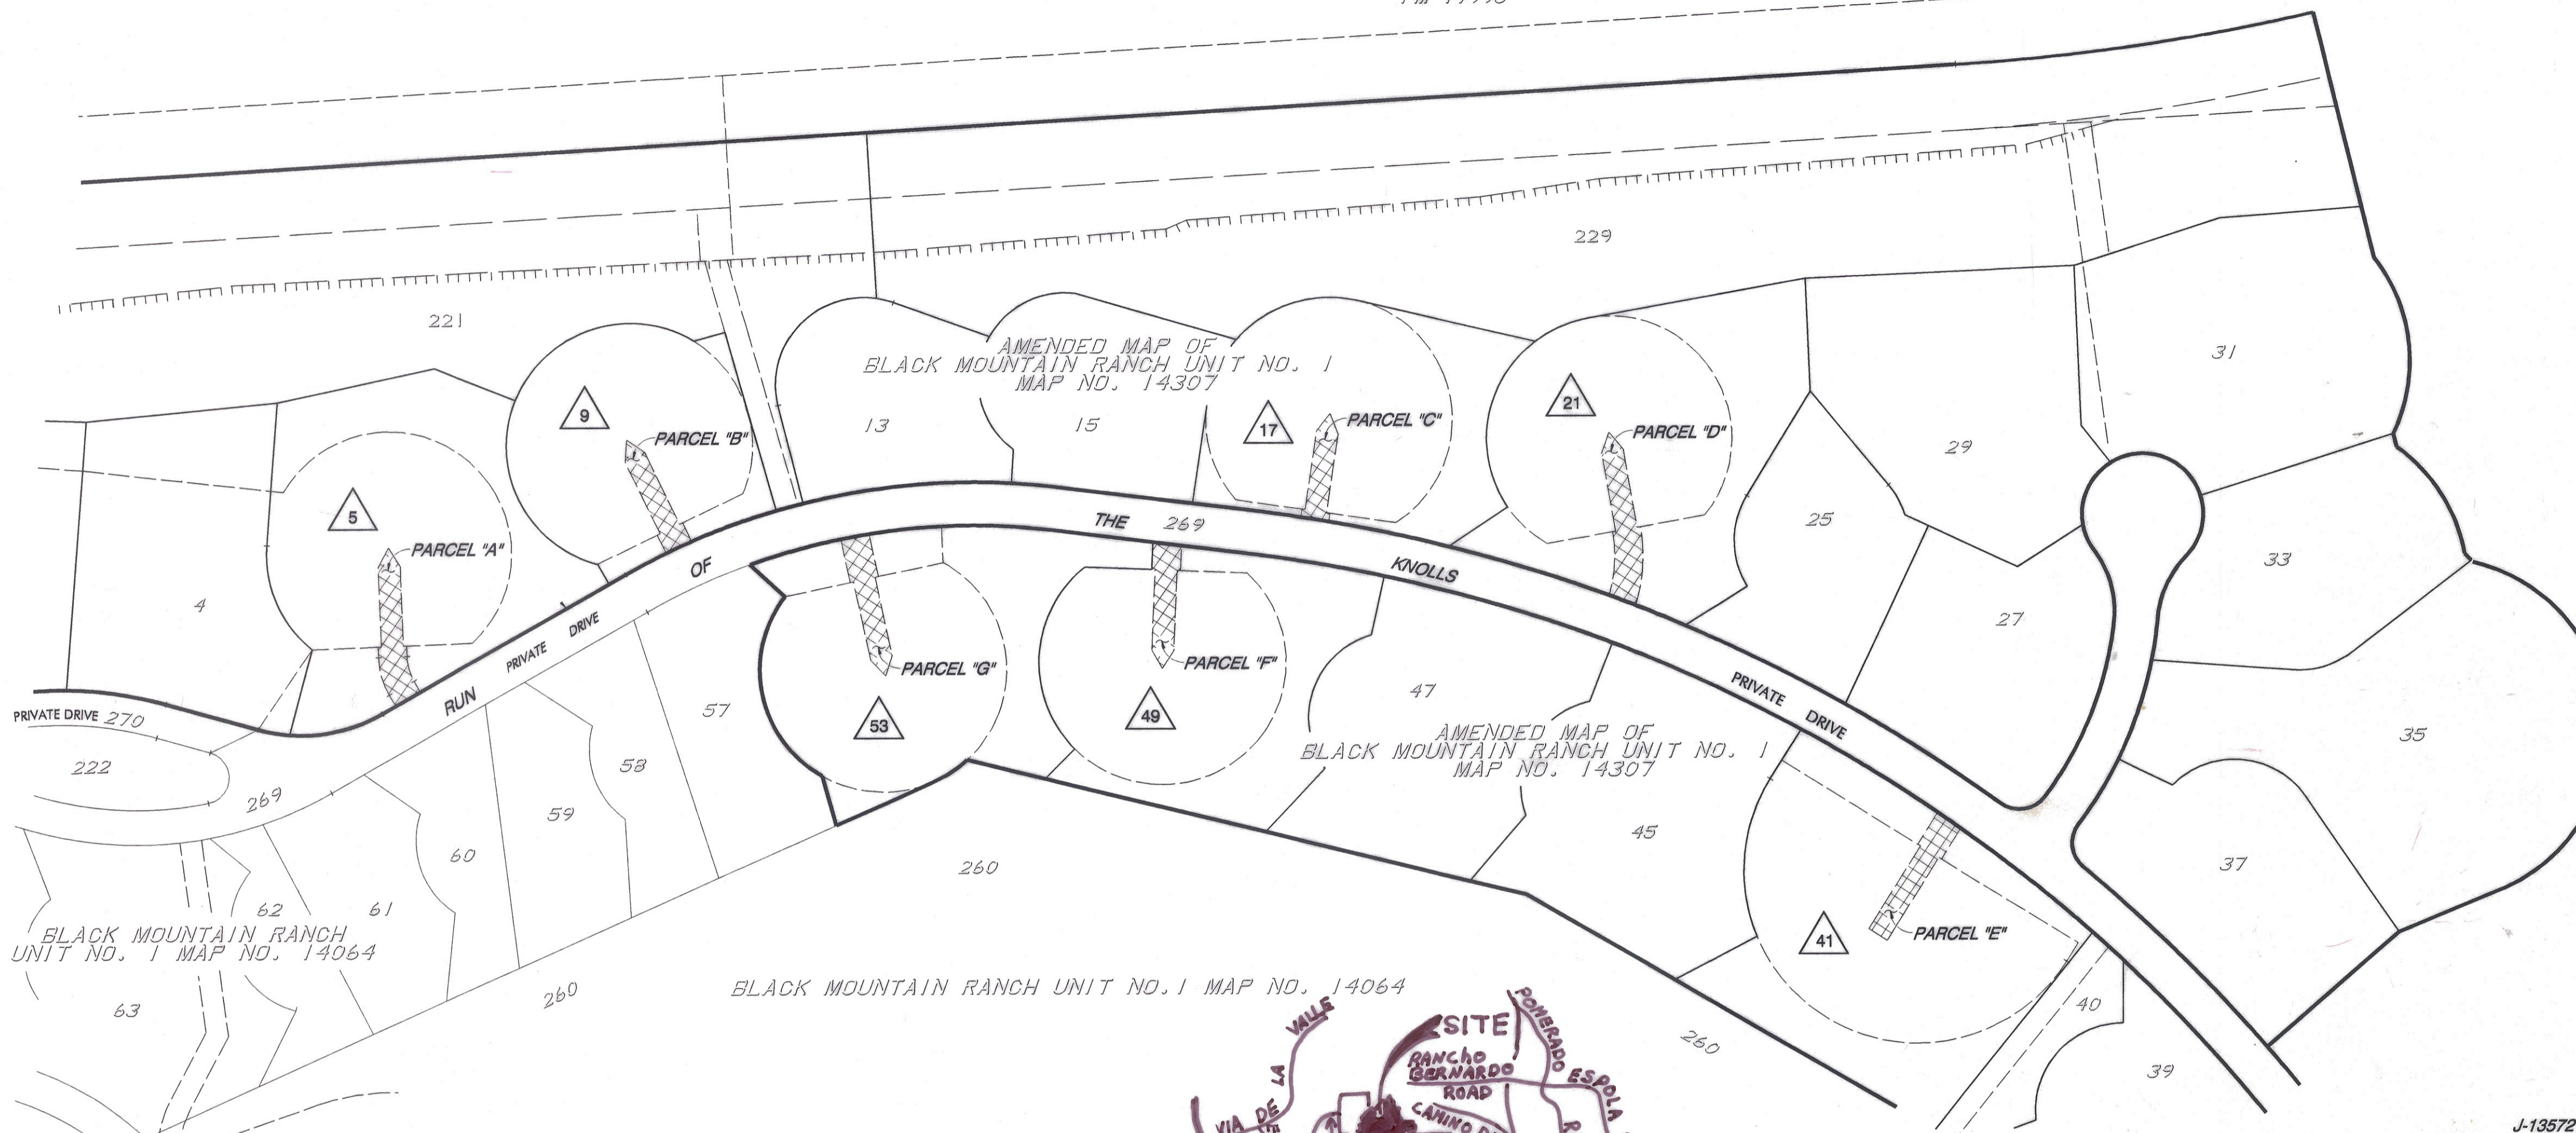 229
221
31
AMENDED MAP OF
BLACK MOUNTAIN RANCH UNIT NO. 1
MAP NO. 14307
21
9
17
PARCEL "C"
13
15
PARCEL "B"
PARCEL "D"
29
5
THE 269
25
PARCEL "A"
KNOLLS
33
OF
4
27
PRIVATE DRIVE
PARCEL "F"
PARCEL "G"
47
PRIVATE DRIVE
RUN
57
49
53
PRIVATE DRIVE 270
AMENDED MAP OF
BLACK MOUNTAIN RANCH UNIT NO. 1
MAP NO. 14307
35
222
58
269
59
45
60
260
37
62
61
41
PARCEL "E"
BLACK MOUNTAIN RANCH
UNIT NO. 1 MAP NO. 14064
BLACK MOUNTAIN RANCH UNIT NO. 1 MAP NO. 14064
260
63
40
260
39
VALLE
SITE
POMERADO
RANCHO
BERNARDO
ROAD
ESPOLA
LA
VIA DE
CAMINO
R
J-13572